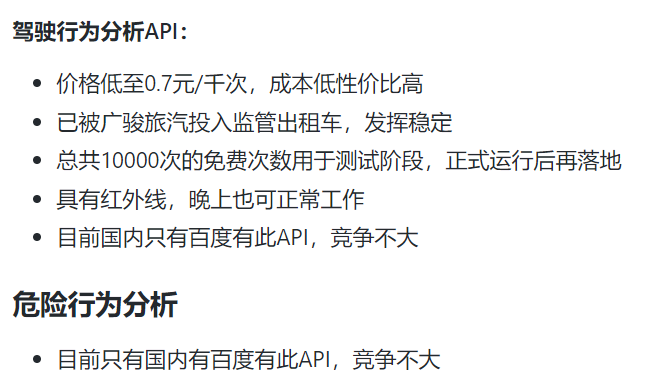 驾驶行为分析API：
价格低至0.7元/千次，成本低性价比高
已被广骏旅汽投入监管出租车，发挥稳定
总共10000次的免费次数用于测试阶段，正式运行后再落地
具有红外线，晚上也可正常工作
目前国内只有百度有此API，竞争不大
危险行为分析
目前只有国内有百度有此API，竞争不大